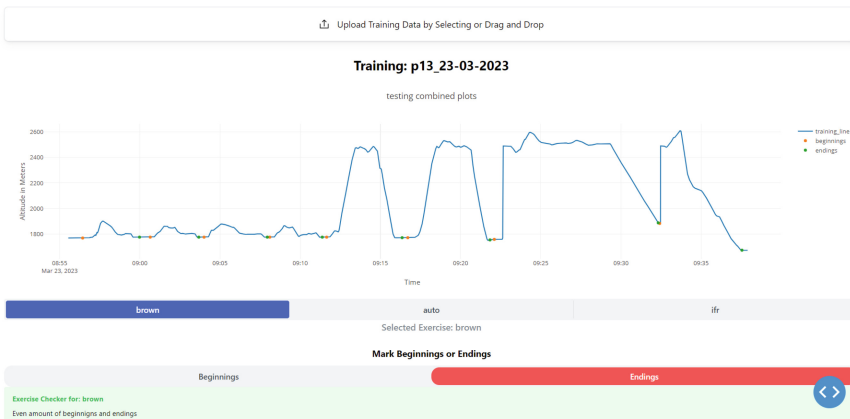 Upload Training Data by Selecting or Drag and Drop
Training: p13_23-03-2023
testing combined plots
training_line
beginnings
endings
Altitude in Meters
2600
2400
2200
2000
1800
08:55 09:00 09:05 09:10 09:15 09:20 09:25 09:30 09:35
Mar 23, 2023
Time
brown auto ifr
Selected Exercise: brown
Mark Beginnings or Endings
Beginnings Endings
Exercise Checker for: brown
Even amount of beginnigns and endings